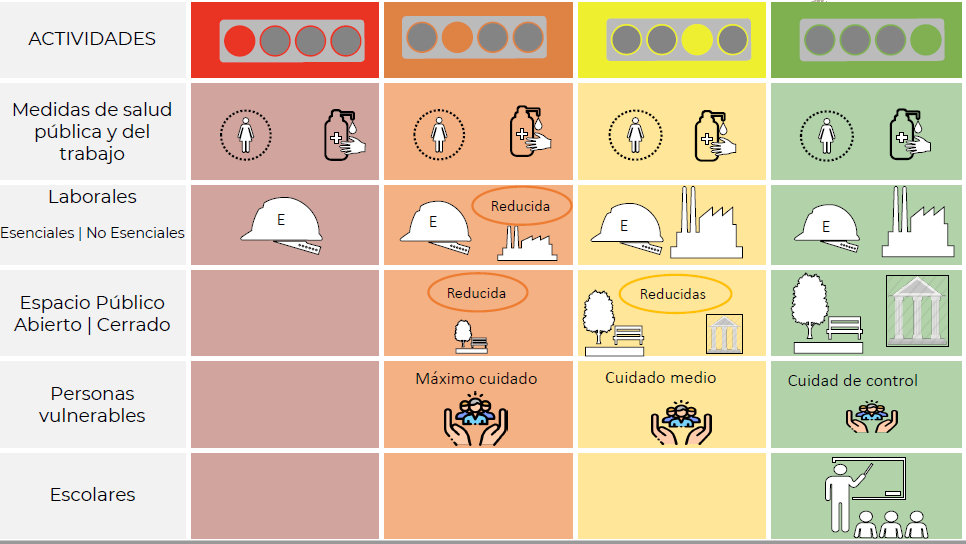 ACTIVIDADES
Medidas de salud
pública y del
trabajo
Laborales
Esenciales | No Esenciales
E
E
Reducida
E
E
Espacio Público
Abierto | Cerrado
Reducida
Reducidas
Personas
vulnerables
Máximo cuidado
Cuidado medio
Cuidad de control
Escolares